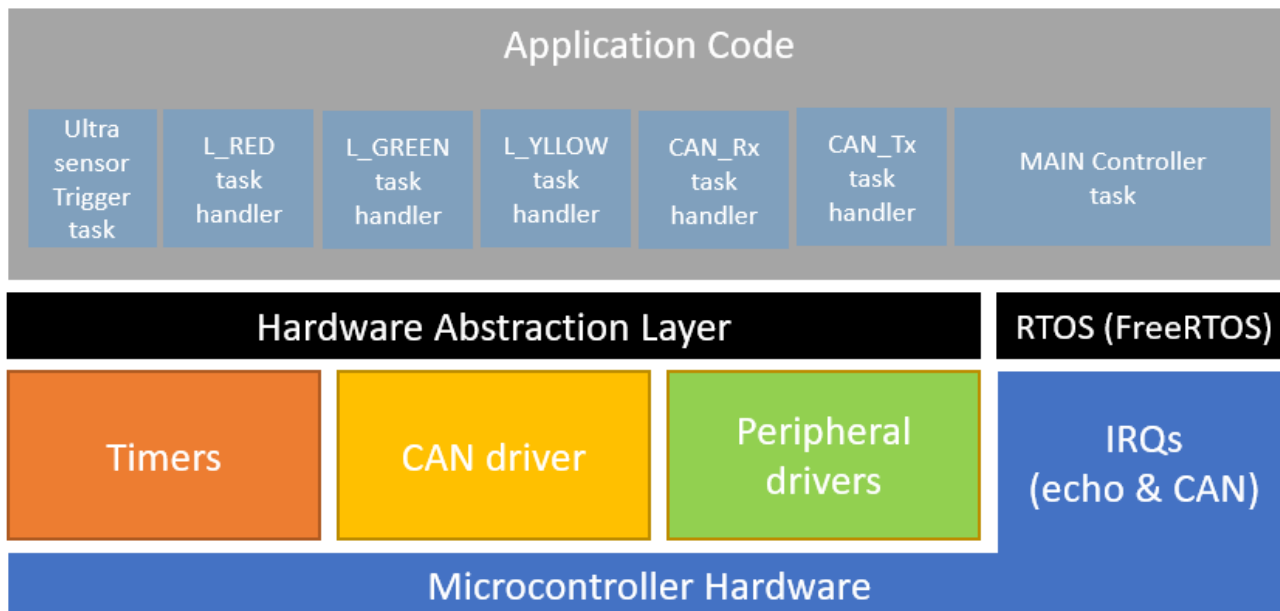 Application Code
Ultra
sensor
Trigger
task
L_RED
task
handler
L_GREEN
task
handler
L_YLLOW
task
handler
CAN_Rx
task
handler
CAN_Tx
task
handler
MAIN Controller
task
Hardware Abstraction Layer
RTOS (FreeRTOS)
Timers
CAN driver
Peripheral
drivers
IRQs
(echo & CAN)
Microcontroller Hardware